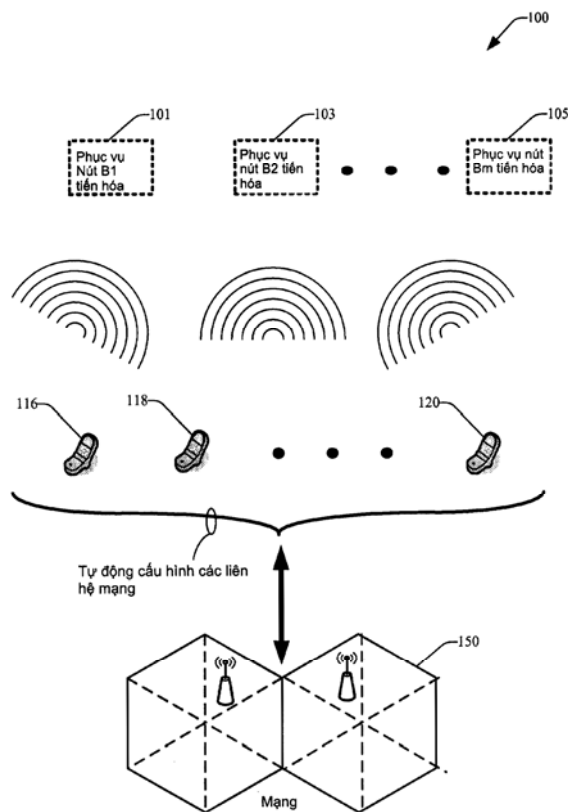 100
101
103
105
Phục vụ
Nút B1
tiến hóa
Phục vụ
nút B2 tiến
hóa
Phục vụ nút
Bm tiến hóa
116
118
120
Tự động cấu hình các liên
hệ mạng
150
Mạng